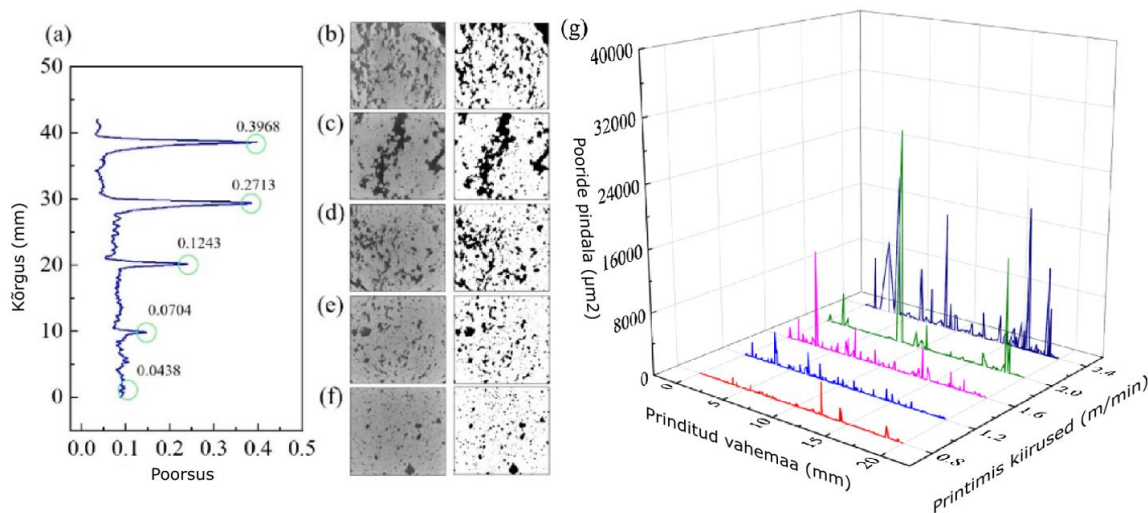 (a)
50
40
30
20
10
0
Kõrgus (mm)
0.3968
0.2713
0.1243
0.0704
0.0438
0.0 0.1 0.2 0.3 0.4 0.5
Poorsus
(b)
(c)
(d)
(e)
(f)
(g)
40000
32000
24000
16000
8000
0
Pooride pindala (µm2)
0 5 10 15 20
Prinditud vahemaa (mm)
0.8 1.2 1.6 2.0 2.4
Printimis kiirused (m/min)